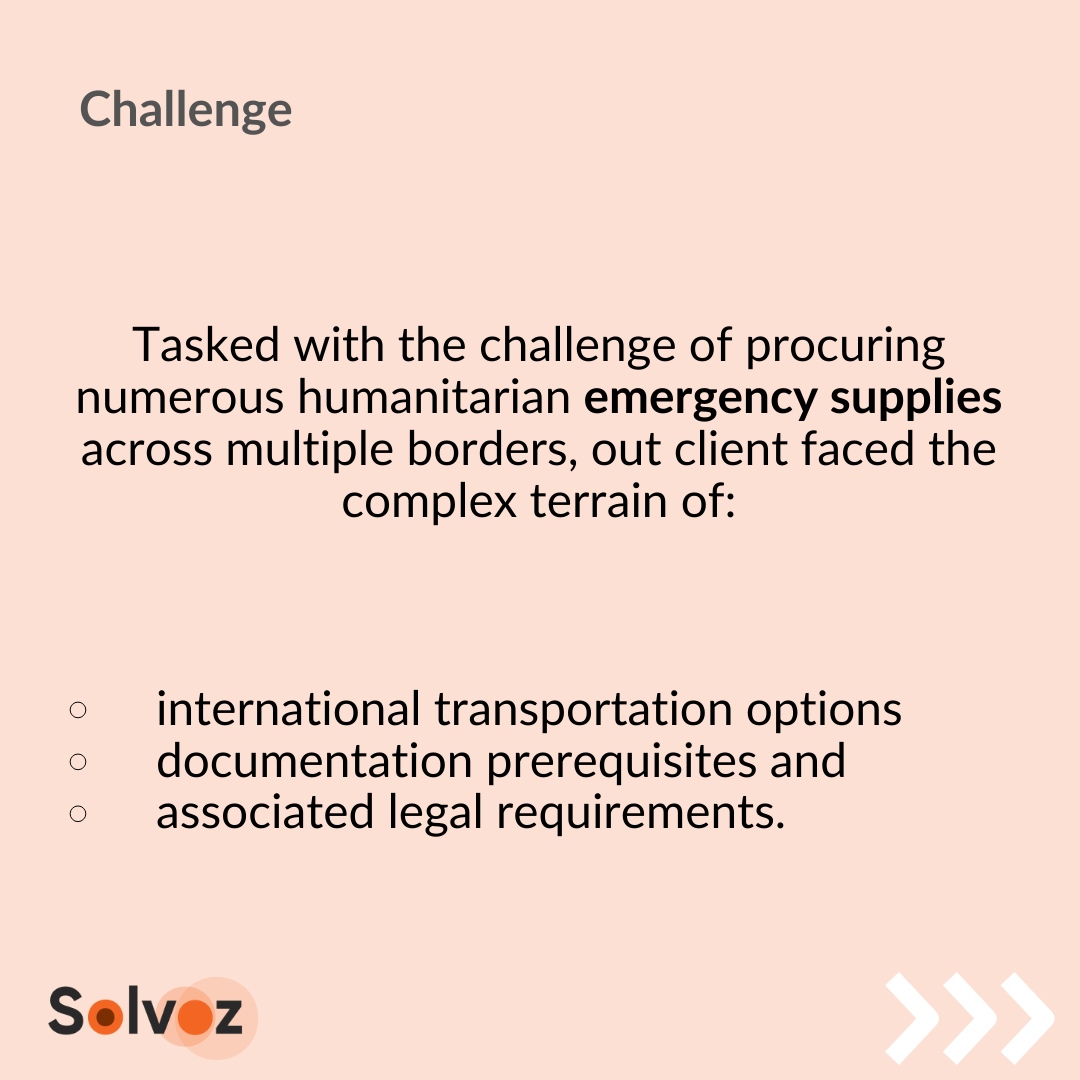 Challenge
Tasked with the challenge of procuring
numerous humanitarian emergency supplies
across multiple borders, out client faced the
complex terrain of:
international transportation options
documentation prerequisites and
associated legal requirements.
Solvoz